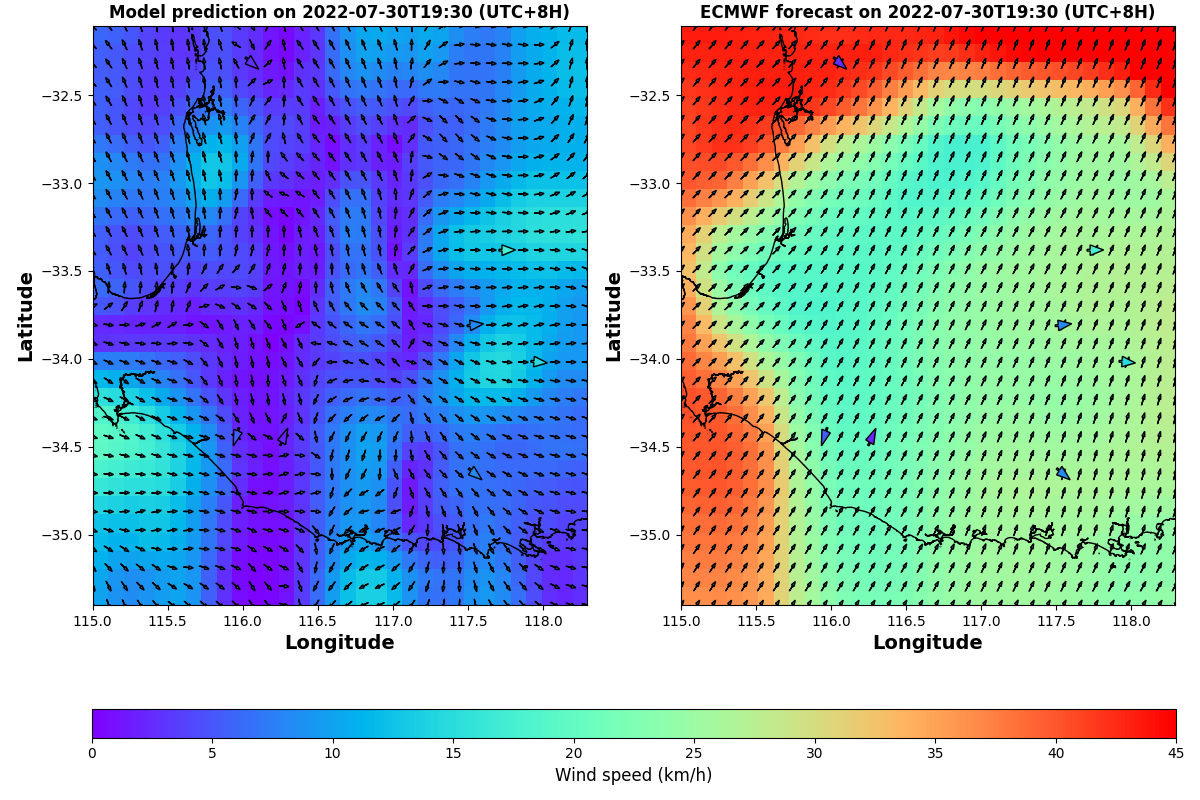 Model prediction on 2022-07-30T19:30 (UTC+8H)
ECMWF forecast on 2022-07-30T19:30 (UTC+8H)
Latitude
−32.5
−33.0
−33.5
−34.0
−34.5
−35.0
115.0 115.5 116.0 116.5 117.0 117.5 118.0
Longitude
Latitude
−32.5
−33.0
−33.5
−34.0
−34.5
−35.0
115.0 115.5 116.0 116.5 117.0 117.5 118.0
Longitude
0 5 10 15 20 25 30 35 40 45
Wind speed (km/h)